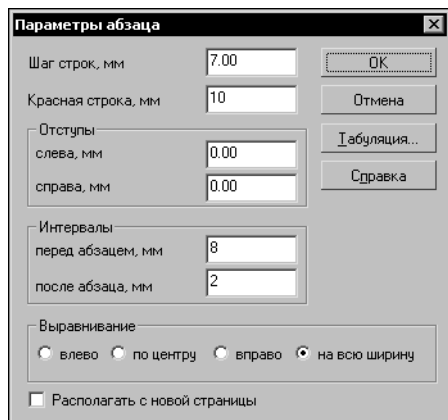 Параметры абзаца
Шаг строк, мм 7.00 OK
Красная строка, мм 10 Отмена
Отступы Табуляция...
слева, мм 0.00
справа, мм 0.00 Справка
Интервалы
перед абзацем, мм 8
после абзаца, мм 2
Выравнивание
влево по центру вправо на всю ширину
Располагать с новой страницы